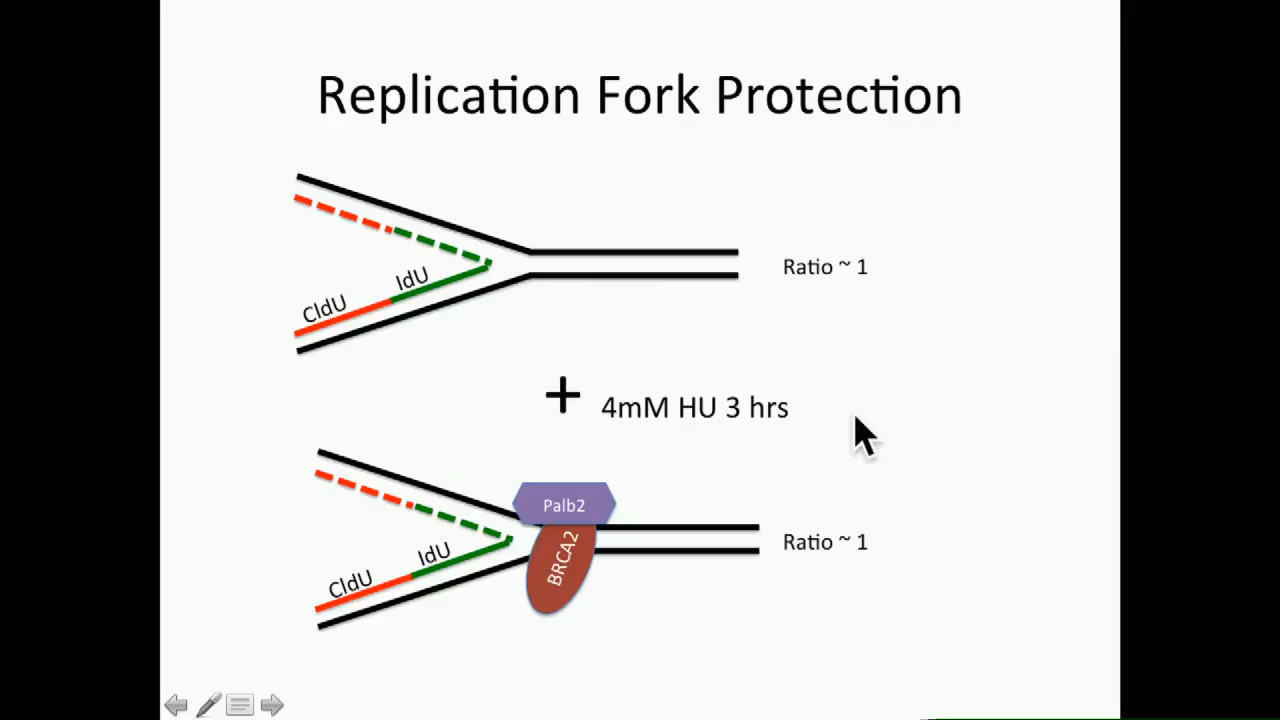 Replication Fork Protection
IdU
CldU
Ratio ~ 1
+ 4mM HU 3 hrs
Palb2
BRCA2
IdU
CldU
Ratio ~ 1